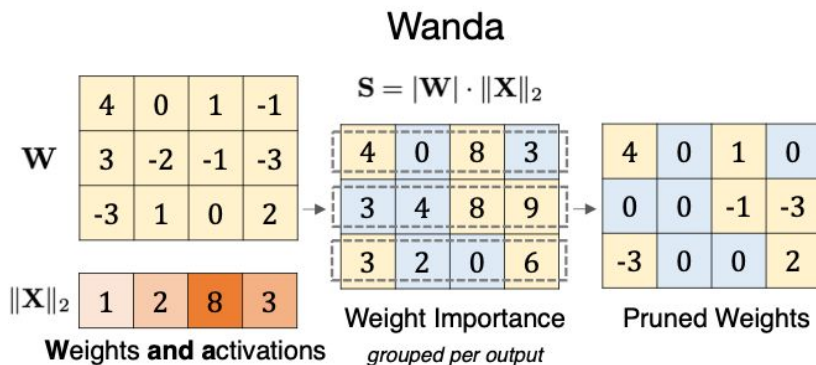 Wanda
S = |W| · ‖X‖₂
W
4 0 1 -1
3 -2 -1 -3
-3 1 0 2
‖X‖₂ 1 2 8 3
Weights and activations
4 0 8 3
3 4 8 9
3 2 0 6
Weight Importance
grouped per output
4 0 1 0
0 0 -1 -3
-3 0 0 2
Pruned Weights